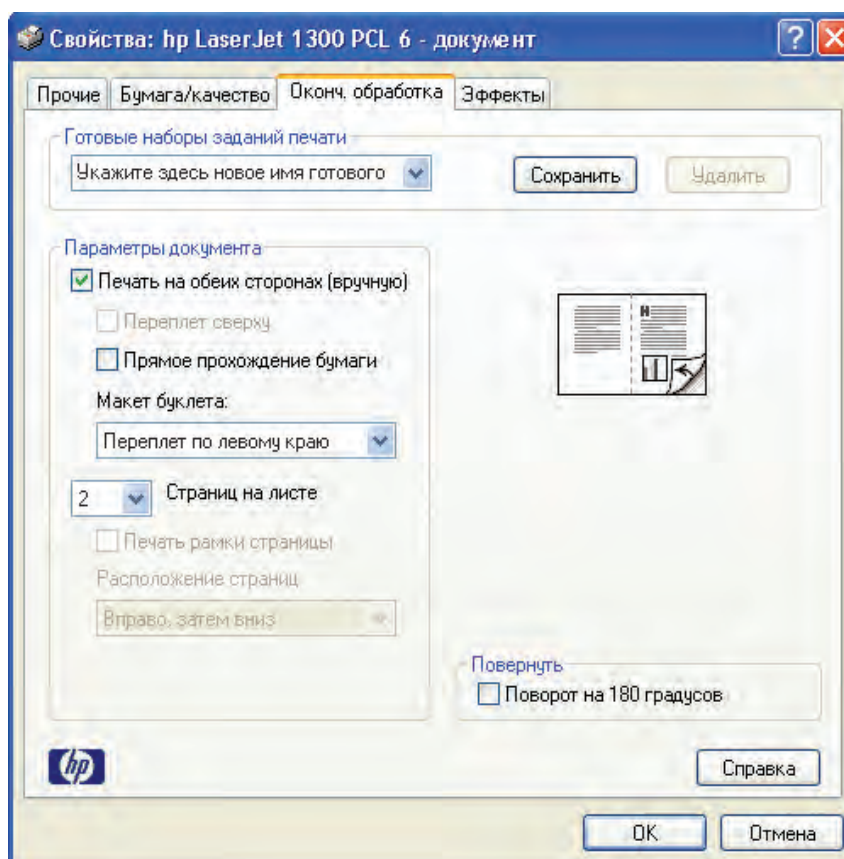 Свойства: hp LaserJet 1300 PCL 6 - документ
Прочие Бумага/качество Оконч. обработка Эффекты
Готовые наборы заданий печати
Укажите здесь новое имя готового Сохранить Удалить
Параметры документа
Печать на обеих сторонах (вручную)
Переплет сверху
Прямое прохождение бумаги
Макет буклета:
Переплет по левому краю
2 Страниц на листе
Печать рамки страницы
Расположение страниц
Вправо, затем вниз
Повернуть
Поворот на 180 градусов
hp
Справка
OK Отмена